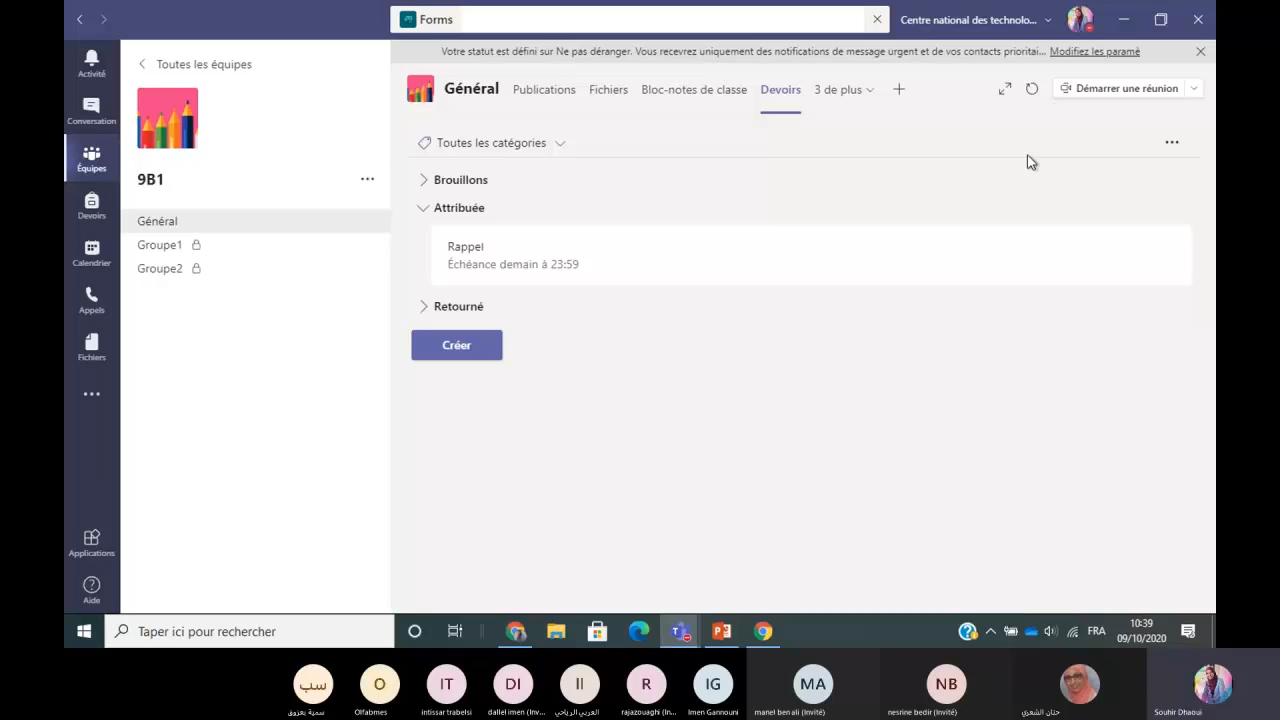 Forms
Centre national des technolo...
Votre statut est défini sur Ne pas déranger. Vous recevrez uniquement des notifications de message urgent et de vos contacts prioritai... Modifiez les paramè
Activité
Conversation
Équipes
Devoirs
Calendrier
Appels
Fichiers
Applications
Aide
Toutes les équipes
9B1
Général
Groupe1
Groupe2
Général Publications Fichiers Bloc-notes de classe Devoirs 3 de plus
Démarrer une réunion
Toutes les catégories
Brouillons
Attribuée
Rappel
Échéance demain à 23:59
Retourné
Créer
Taper ici pour rechercher
FRA
10:39
09/10/2020
سب
O
IT
DI
اا
R
IG
MA
NB
سمية بعزوق
Olfabmes
intissar trabelsi
dallel imen (Inv...
العربي الرياحي
rajazouaghi (In...
Imen Gannouni
manel ben ali (Invité)
nesrine bedir (Invité)
حنان الشعري
Souhir Dhaoui